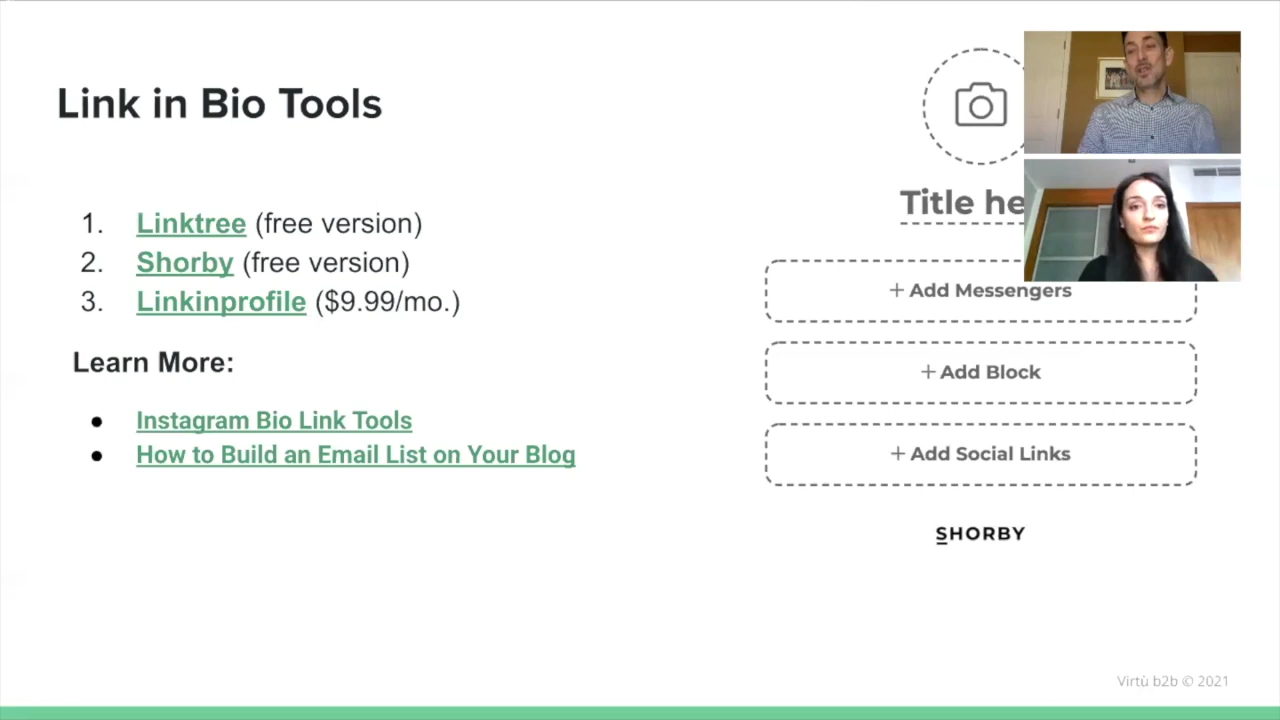 Link in Bio Tools
1. Linktree (free version)
2. Shorby (free version)
3. Linkinprofile ($9.99/mo.)
Learn More:
● Instagram Bio Link Tools
● How to Build an Email List on Your Blog
Title he
+ Add Messengers
+ Add Block
+ Add Social Links
SHORBY
Virtù b2b © 2021